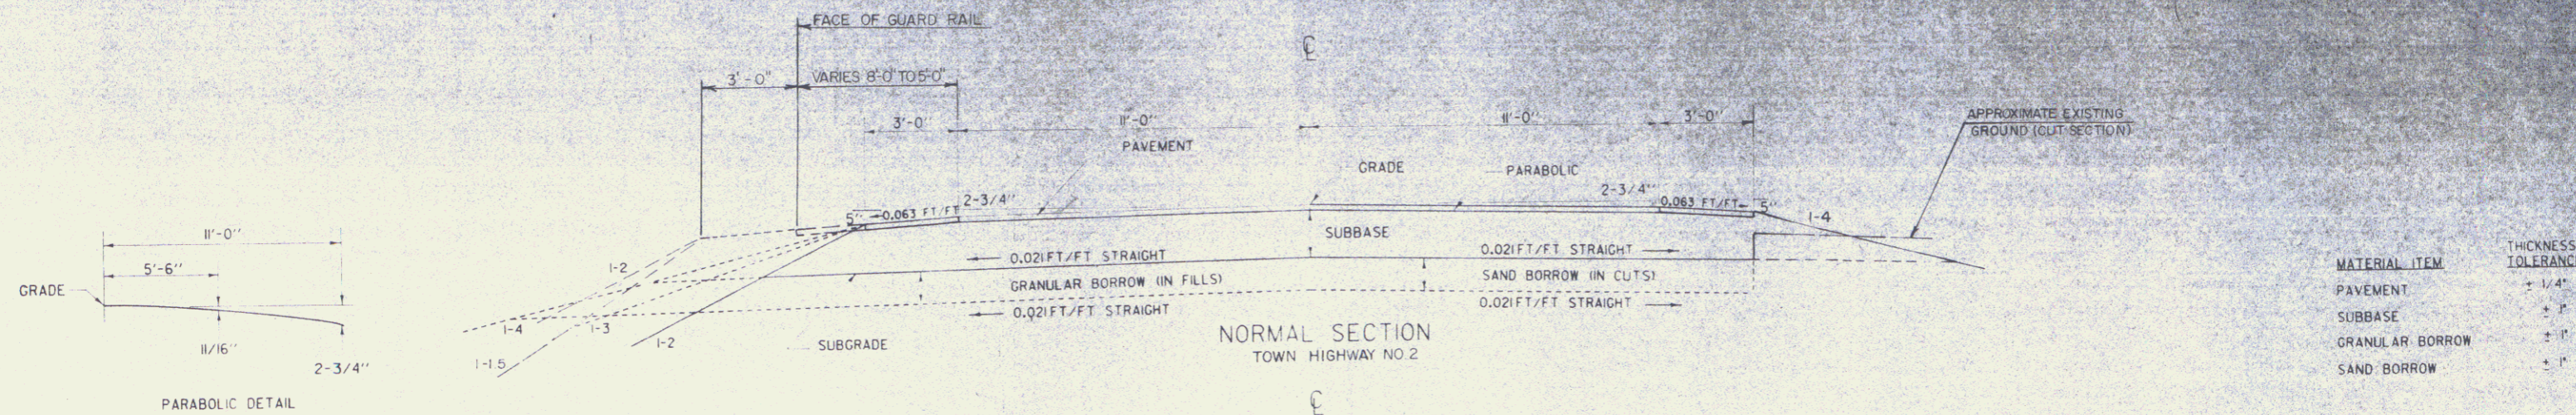 FACE OF GUARD RAIL
℄
3'-0"
VARIES 8'-0" TO 5'-0"
3'-0"
11'-0"
11'-0"
3'-0"
APPROXIMATE EXISTING
GROUND (CUT SECTION)
PAVEMENT
GRADE
PARABOLIC
5"
0.063 FT/FT
2-3/4"
2-3/4"
0.063 FT/FT
5"
1-4
SUBBASE
1-2
0.021 FT/FT STRAIGHT
0.021 FT/FT STRAIGHT
GRANULAR BORROW (IN FILLS)
SAND BORROW (IN CUTS)
0.021 FT/FT STRAIGHT
0.021 FT/FT STRAIGHT
1-4
1-3
1-2
1-1.5
SUBGRADE
NORMAL SECTION
TOWN HIGHWAY NO. 2
℄
11'-0"
5'-6"
GRADE
11/16"
2-3/4"
PARABOLIC DETAIL
MATERIAL ITEM
THICKNESS
TOLERANCE
PAVEMENT ± 1/4"
SUBBASE ± 1"
GRANULAR BORROW ± 1"
SAND BORROW ± 1"